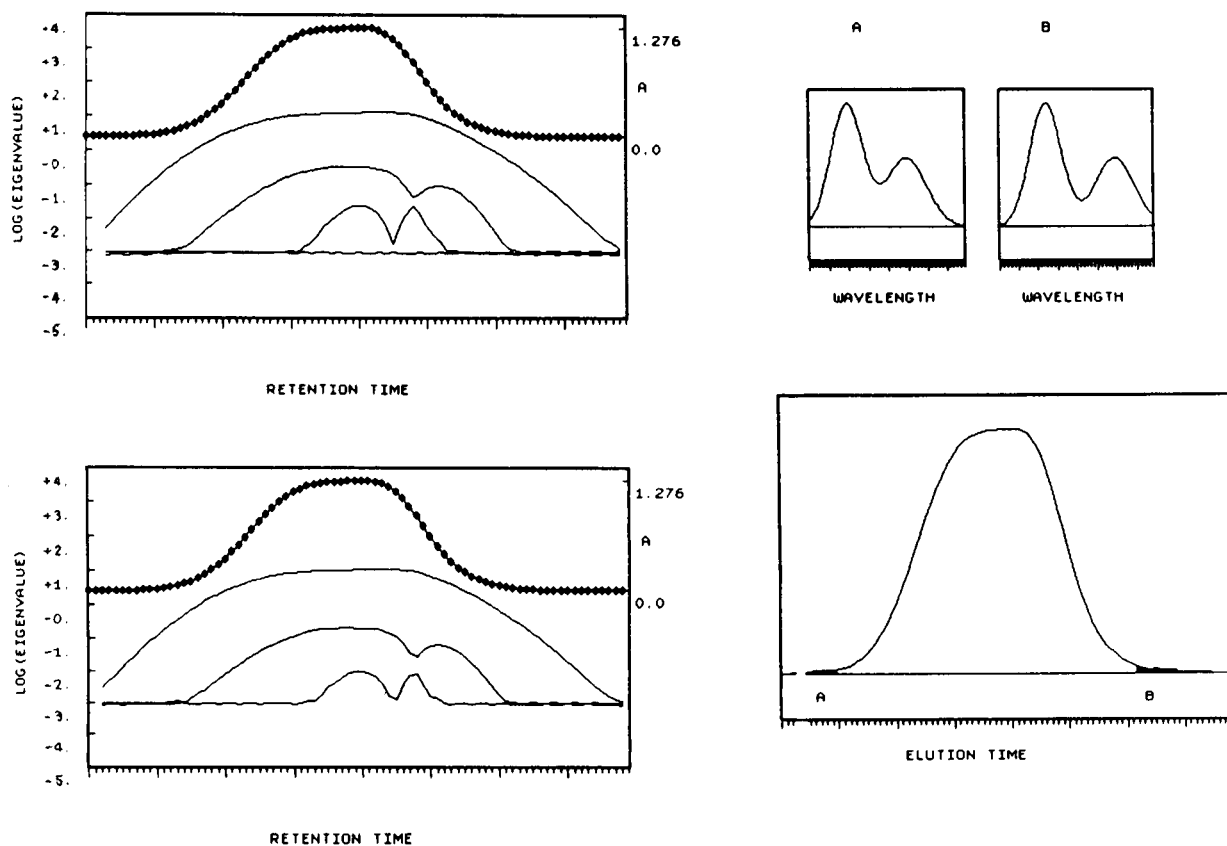 +4.
+3.
+2.
+1.
-0.
-1.
-2.
-3.
-4.
-5.
LOG(EIGENVALUE)
1.276
A
0.0
RETENTION TIME
A
B
WAVELENGTH
WAVELENGTH
+4.
+3.
+2.
+1.
-0.
-1.
-2.
-3.
-4.
-5.
LOG(EIGENVALUE)
1.276
A
0.0
RETENTION TIME
A
B
ELUTION TIME